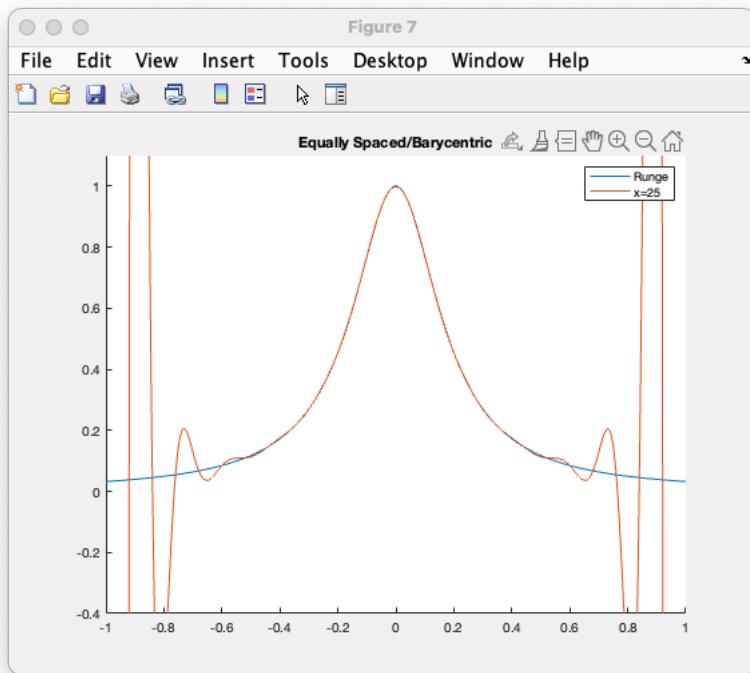 Figure 7
File Edit View Insert Tools Desktop Window Help
Equally Spaced/Barycentric
Runge
x=25
1
0.8
0.6
0.4
0.2
0
-0.2
-0.4
-1 -0.8 -0.6 -0.4 -0.2 0 0.2 0.4 0.6 0.8 1